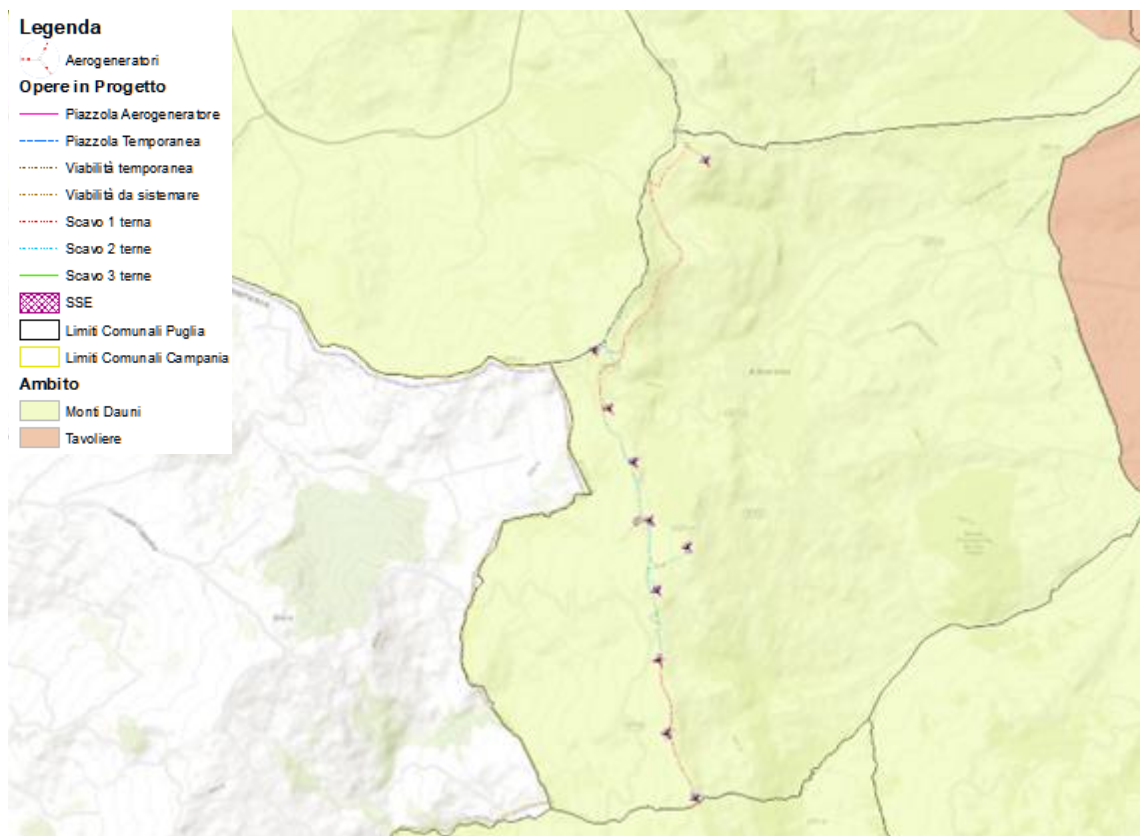 Legenda
Aerogeneratori
Opere in Progetto
Piazzola Aerogeneratore
Piazzola Temporanea
Viabilità temporanea
Viabilità da sistemare
Scavo 1 terna
Scavo 2 terne
Scavo 3 terne
SSE
Limiti Comunali Puglia
Limiti Comunali Campania
Ambito
Monti Dauni
Tavoliere